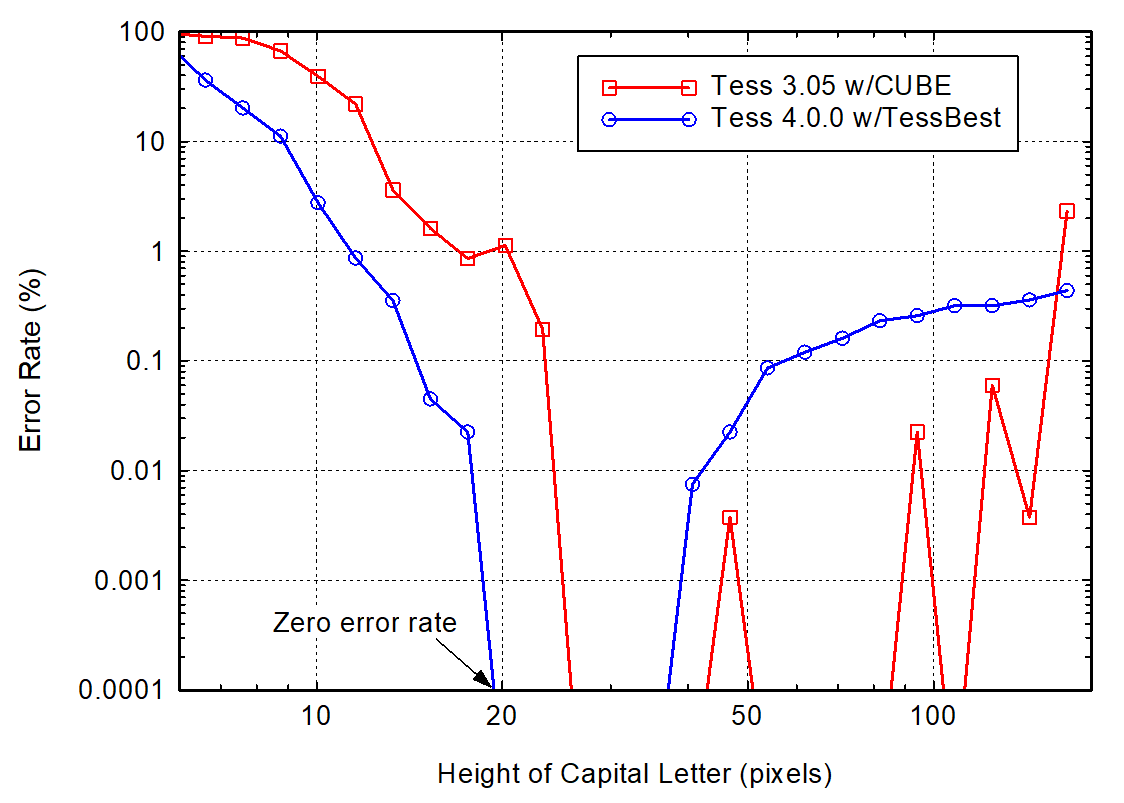 100
10
1
0.1
0.01
0.001
0.0001
Error Rate (%)
Tess 3.05 w/CUBE
Tess 4.0.0 w/TessBest
Zero error rate
10 20 50 100
Height of Capital Letter (pixels)